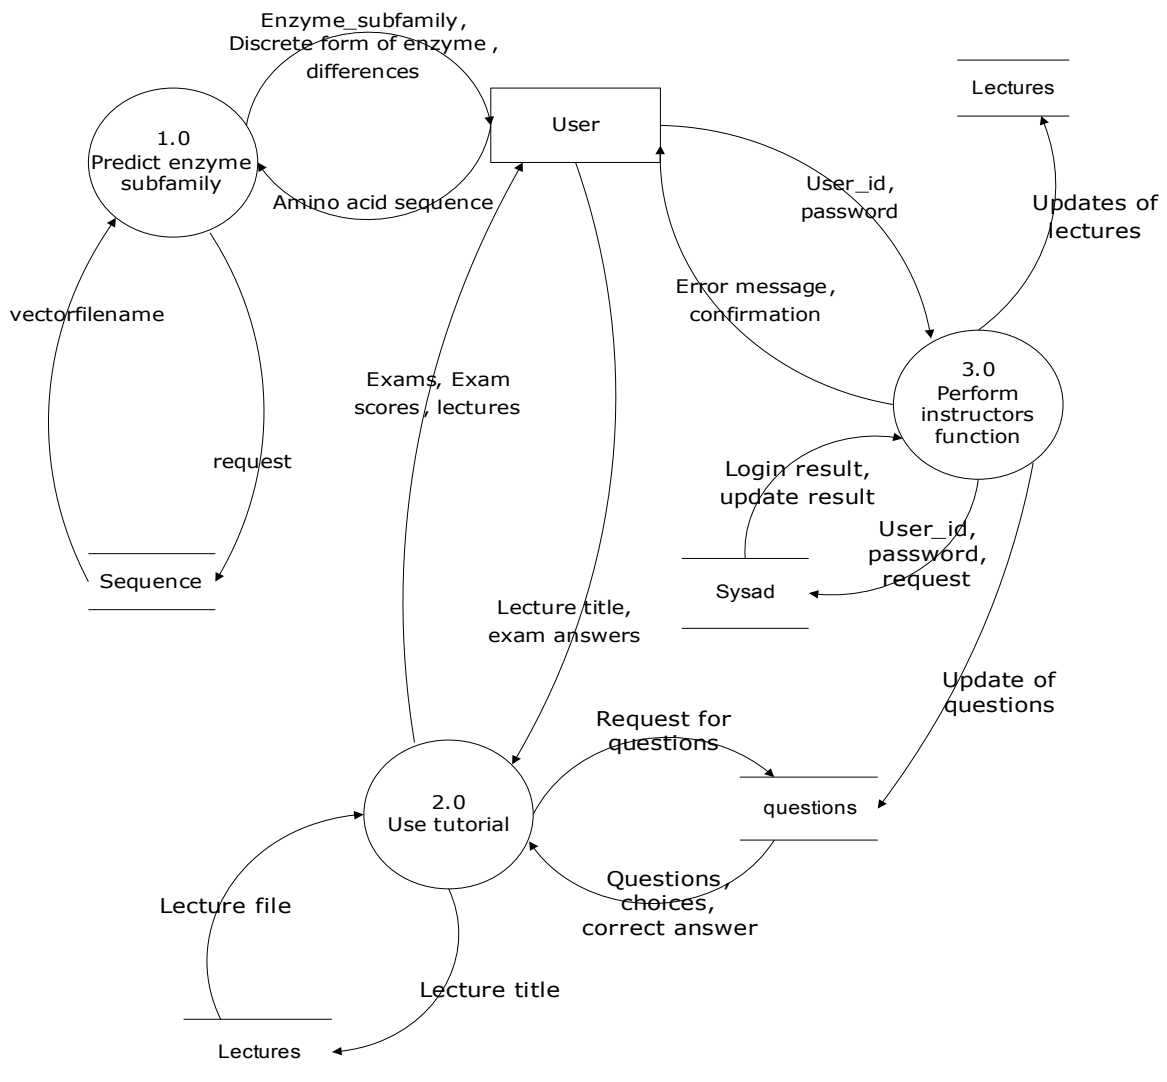 Enzyme_subfamily,
Discrete form of enzyme,
differences
1.0
Predict enzyme
subfamily
User
Lectures
Amino acid sequence
User_id,
password
Updates of
lectures
vectorfilename
Error message,
confirmation
3.0
Perform
instructors
function
Exams, Exam
scores, lectures
request
Login result,
update result
User_id,
password,
request
Sequence
Sysad
Lecture title,
exam answers
Update of
questions
Request for
questions
2.0
Use tutorial
questions
Lecture file
Questions,
choices,
correct answer
Lecture title
Lectures